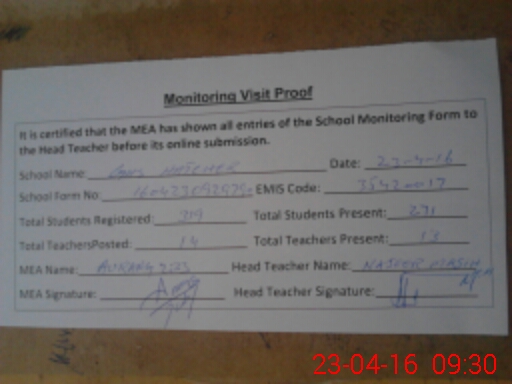 Monitoring Visit Proof
It is certified that the MEA has shown all entries of the School Monitoring Form to
the Head Teacher before its online submission.
School Name: Date: 23-4-16
School Form No: EMIS Code:
Total Students Registered: 319 Total Students Present: 271
Total TeachersPosted: 14 Total Teachers Present: 13
MEA Name: Head Teacher Name:
MEA Signature: Head Teacher Signature:
23-04-16 09:30